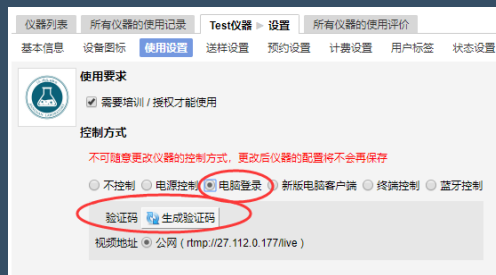 仪器列表 所有仪器的使用记录 Test仪器 ▶ 设置 所有仪器的使用评价
基本信息 设备图标 使用设置 送样设置 预约设置 计费设置 用户标签 状态设置
使用要求
需要培训 / 授权才能使用
控制方式
不可随意更改仪器的控制方式，更改后仪器的配置将不会再保存
不控制 电源控制 电脑登录 新版电脑客户端 终端控制 蓝牙控制
验证码 生成验证码
视频地址 公网 ( rtmp://27.112.0.177/live )